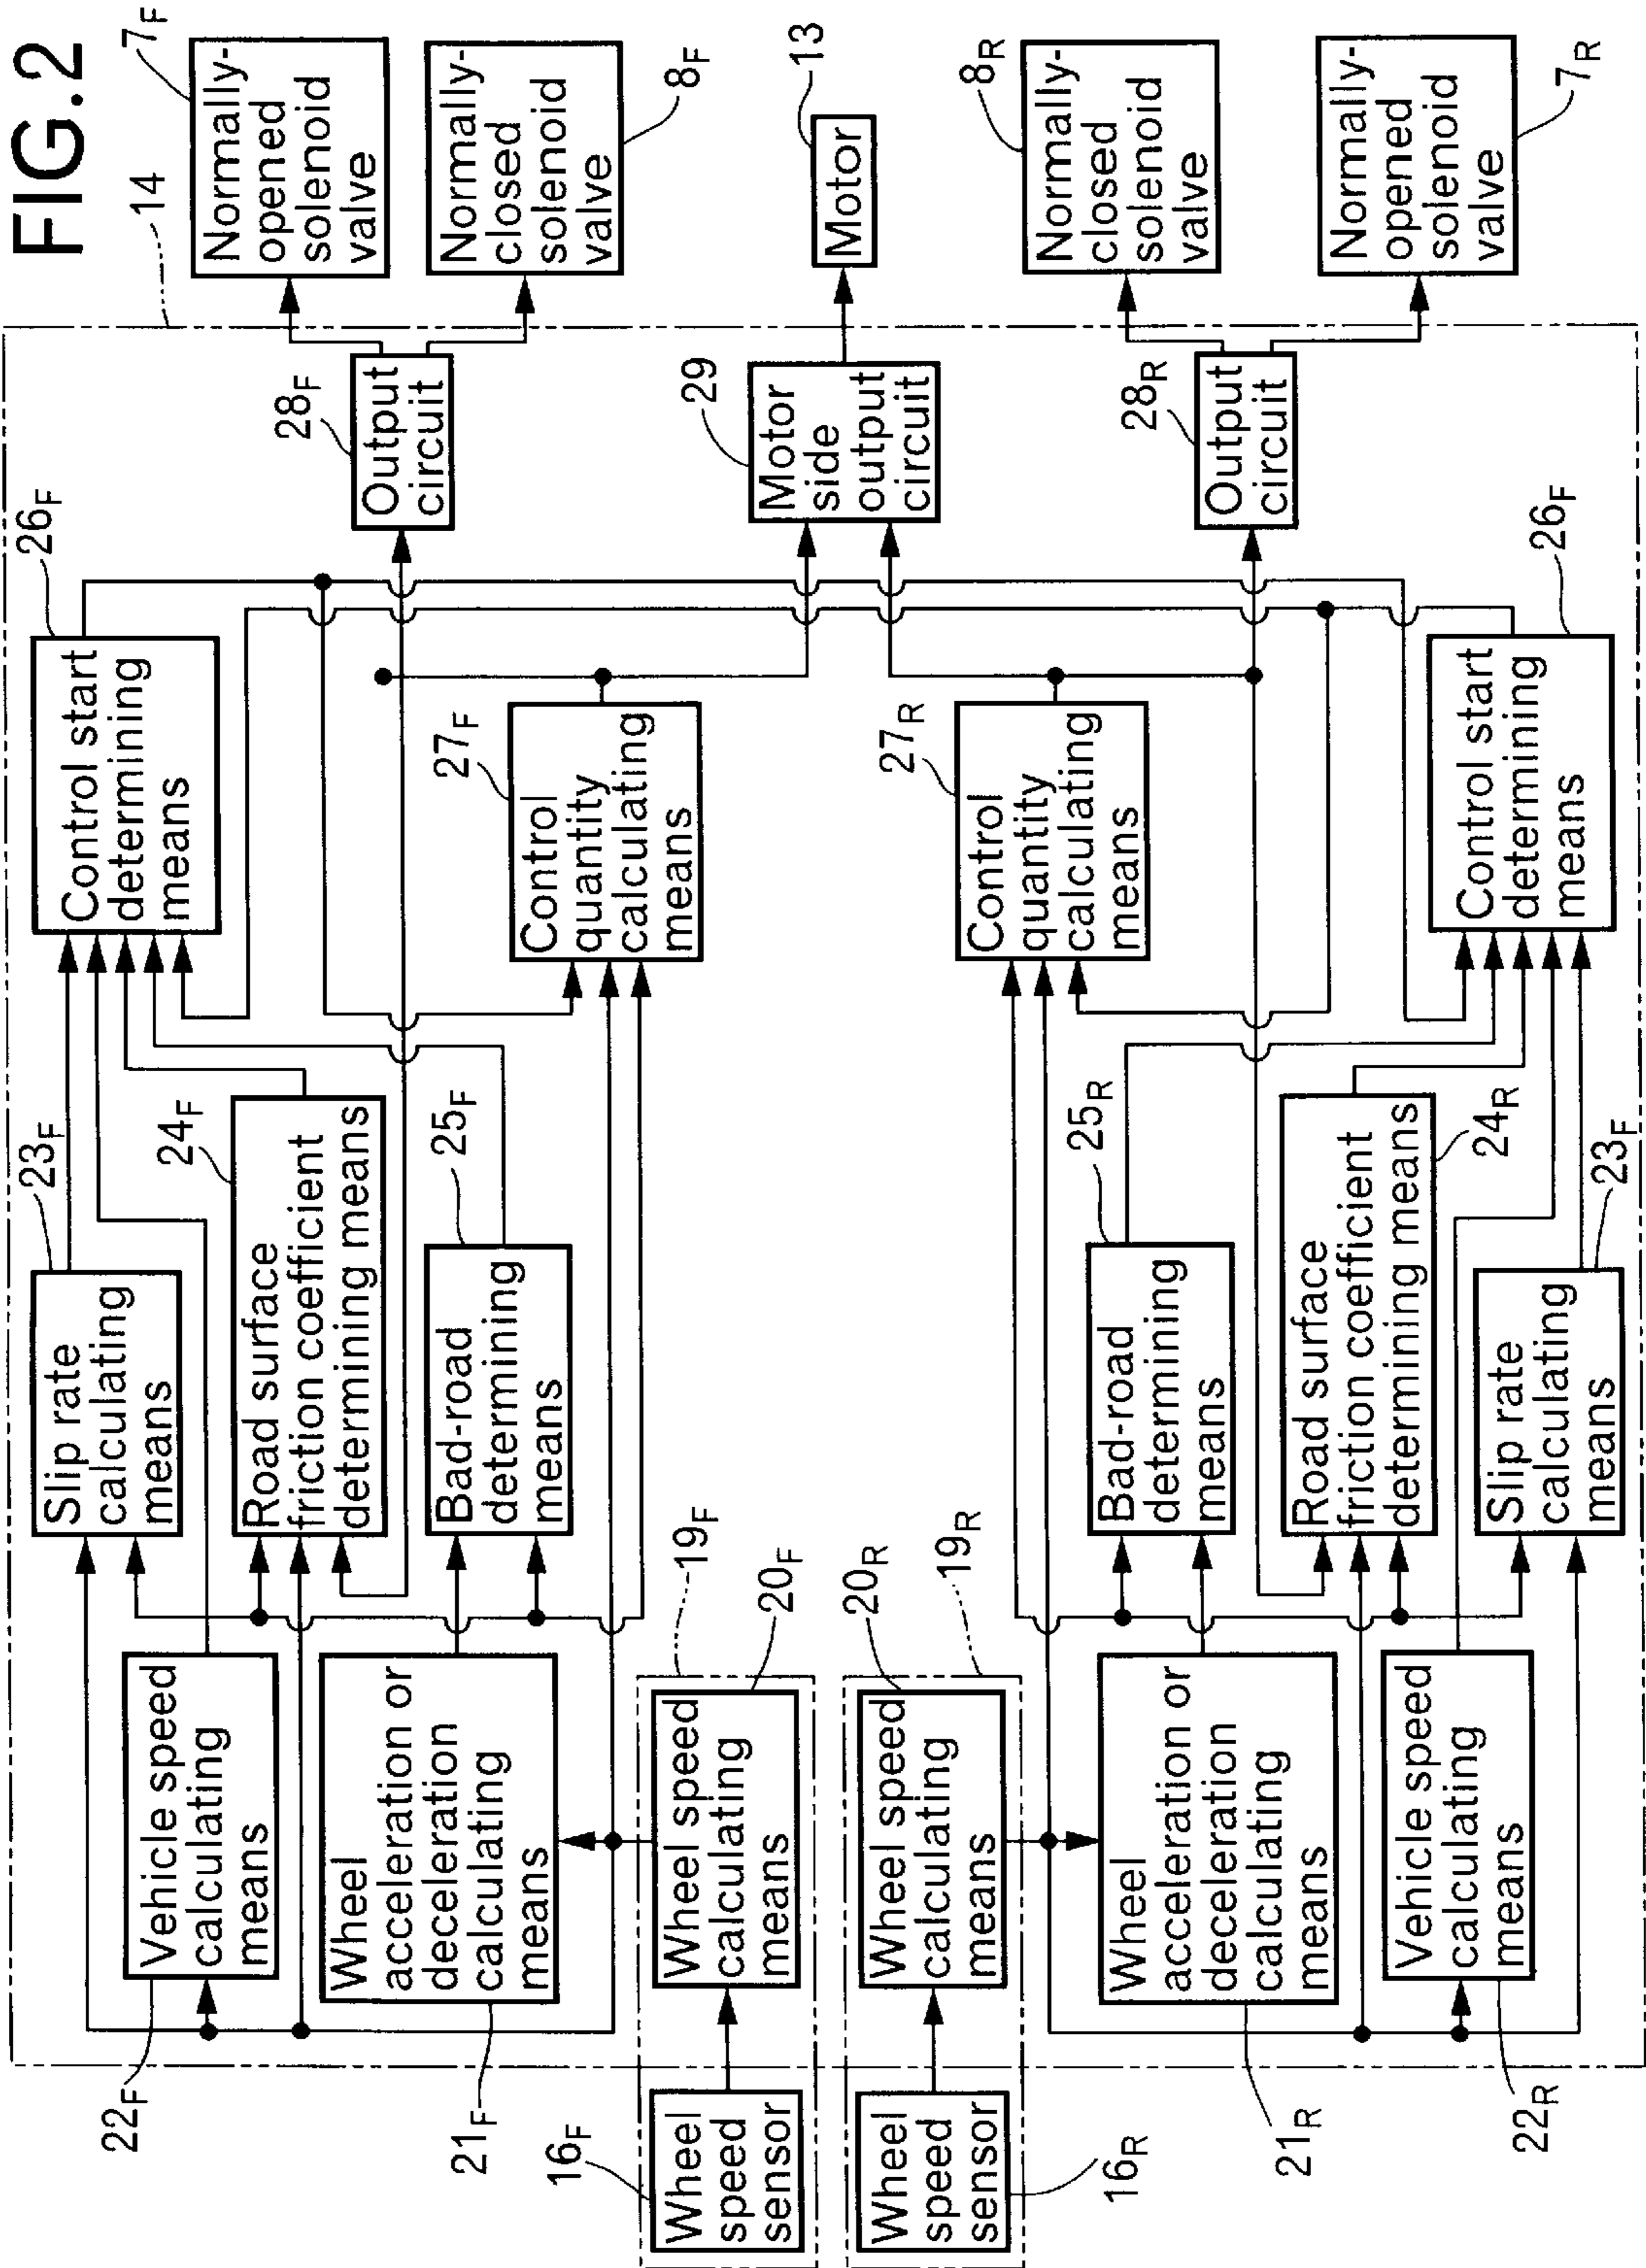 FIG.2
14
7F
Normally-
opened
solenoid
valve
Normally-
closed
solenoid
valve
8F
28F
Output
circuit
26F
Control start
determining
means
27F
Control
quantity
calculating
means
23F
Slip rate
calculating
means
24F
Road surface
friction coefficient
determining means
25F
Bad-road
determining
means
22F
Vehicle speed
calculating
means
21F
Wheel
acceleration or
deceleration
calculating
means
19F
20F
Wheel speed
calculating
means
16F
Wheel
speed
sensor
13
Motor
29
Motor
side
output
circuit
20R
19R
Wheel speed
calculating
means
Wheel
speed
sensor
16R
27R
Control
quantity
calculating
means
25R
Bad-road
determining
means
Wheel
acceleration or
deceleration
calculating
means
21R
Road surface
friction coefficient
determining means
24R
Vehicle speed
calculating
means
22R
Slip rate
calculating
means
23F
Control start
determining
means
26F
28R
Output
circuit
8R
Normally-
closed
solenoid
valve
Normally-
opened
solenoid
valve
7R